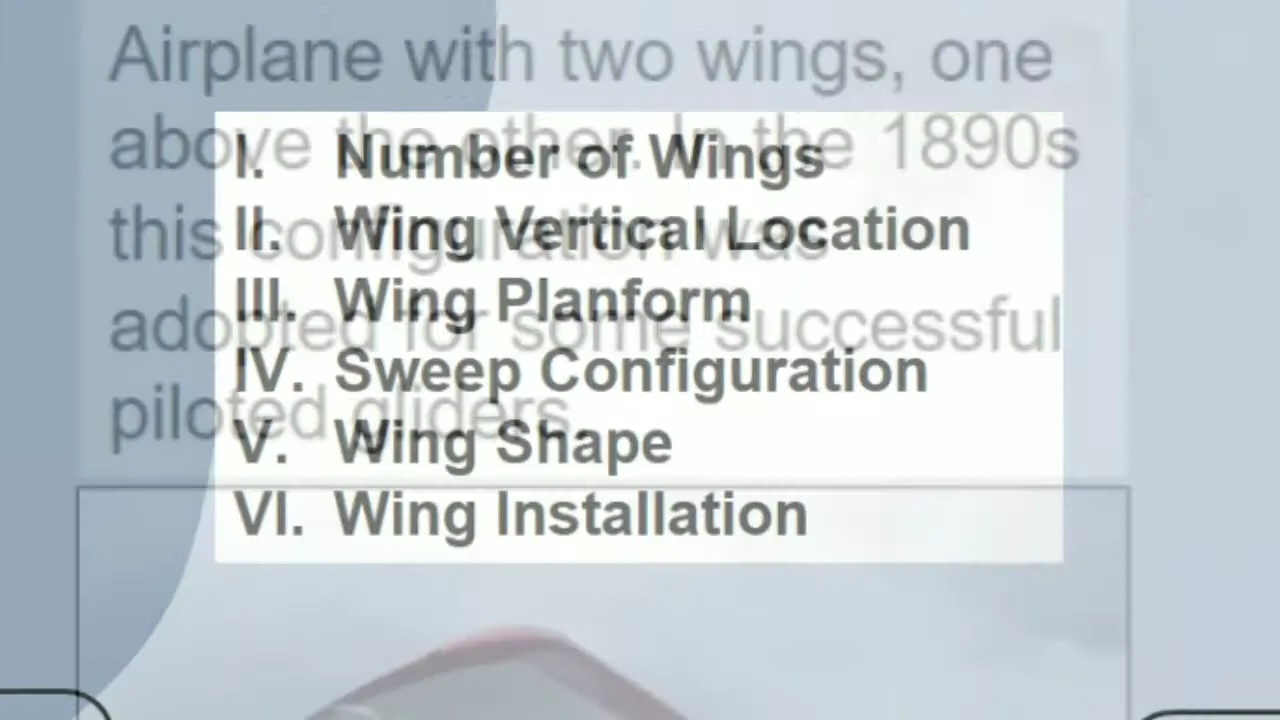 Airplane with two wings, one
above the other. In the 1890s
this configuration was
adopted for some successful
piloted gliders.
I. Number of Wings
II. Wing Vertical Location
III. Wing Planform
IV. Sweep Configuration
V. Wing Shape
VI. Wing Installation